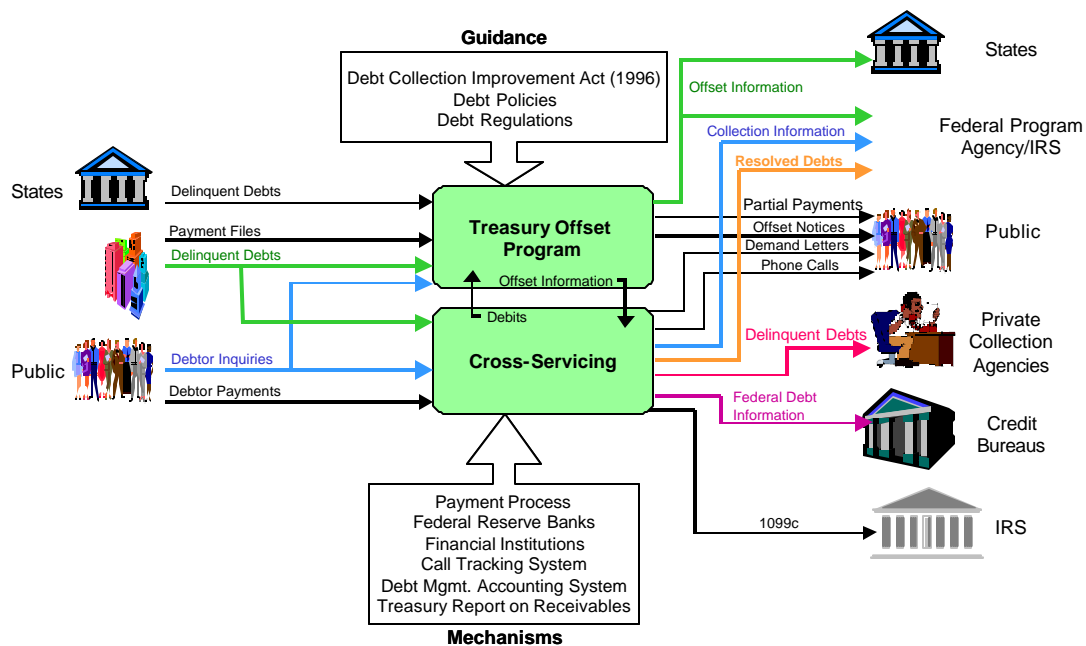 Guidance
Debt Collection Improvement Act (1996)
Debt Policies
Debt Regulations
States
Delinquent Debts
Payment Files
Delinquent Debts
Public
Debtor Inquiries
Debtor Payments
Treasury Offset
Program
Offset Information
Debits
Cross-Servicing
Offset Information
Collection Information
Resolved Debts
Partial Payments
Offset Notices
Demand Letters
Phone Calls
Delinquent Debts
Federal Debt
Information
1099c
States
Federal Program
Agency/IRS
Public
Private
Collection
Agencies
Credit
Bureaus
IRS
Payment Process
Federal Reserve Banks
Financial Institutions
Call Tracking System
Debt Mgmt. Accounting System
Treasury Report on Receivables
Mechanisms